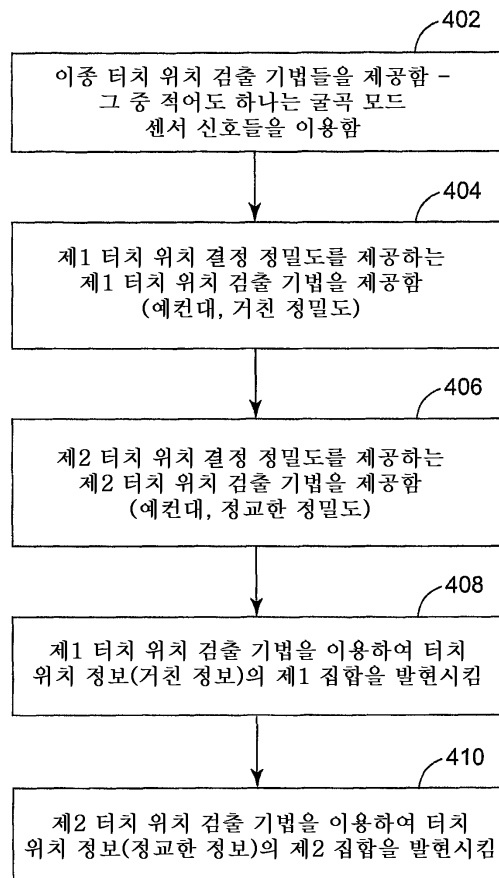 402
이종 터치 위치 검출 기법들을 제공함 –
그 중 적어도 하나는 굴곡 모드
센서 신호들을 이용함
404
제1 터치 위치 결정 정밀도를 제공하는
제1 터치 위치 검출 기법을 제공함
(예컨대, 거친 정밀도)
406
제2 터치 위치 결정 정밀도를 제공하는
제2 터치 위치 검출 기법을 제공함
(예컨대, 정교한 정밀도)
408
제1 터치 위치 검출 기법을 이용하여 터치
위치 정보(거친 정보)의 제1 집합을 발현시킴
410
제2 터치 위치 검출 기법을 이용하여 터치
위치 정보(정교한 정보)의 제2 집합을 발현시킴